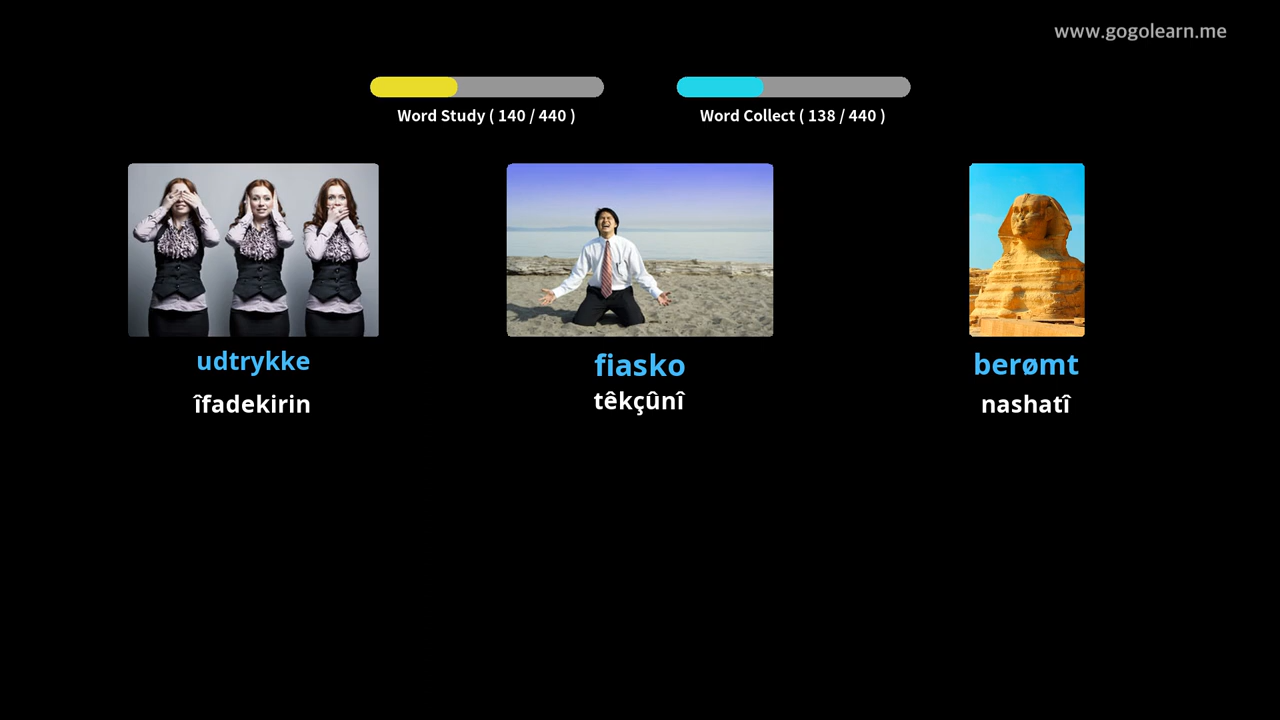 www.gogolearn.me
Word Study ( 140 / 440 )
Word Collect ( 138 / 440 )
udtrykke
îfadekirin
fiasko
têkçûnî
berømt
nashatî